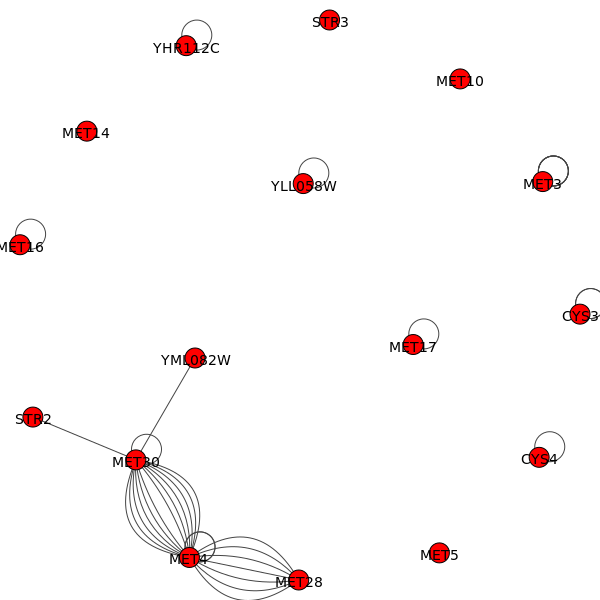 STR3
YHR112C
MET10
MET14
YLL058W
MET3
MET16
CYS3
MET17
YML082W
STR2
MET30
CYS4
MET5
MET4
MET28